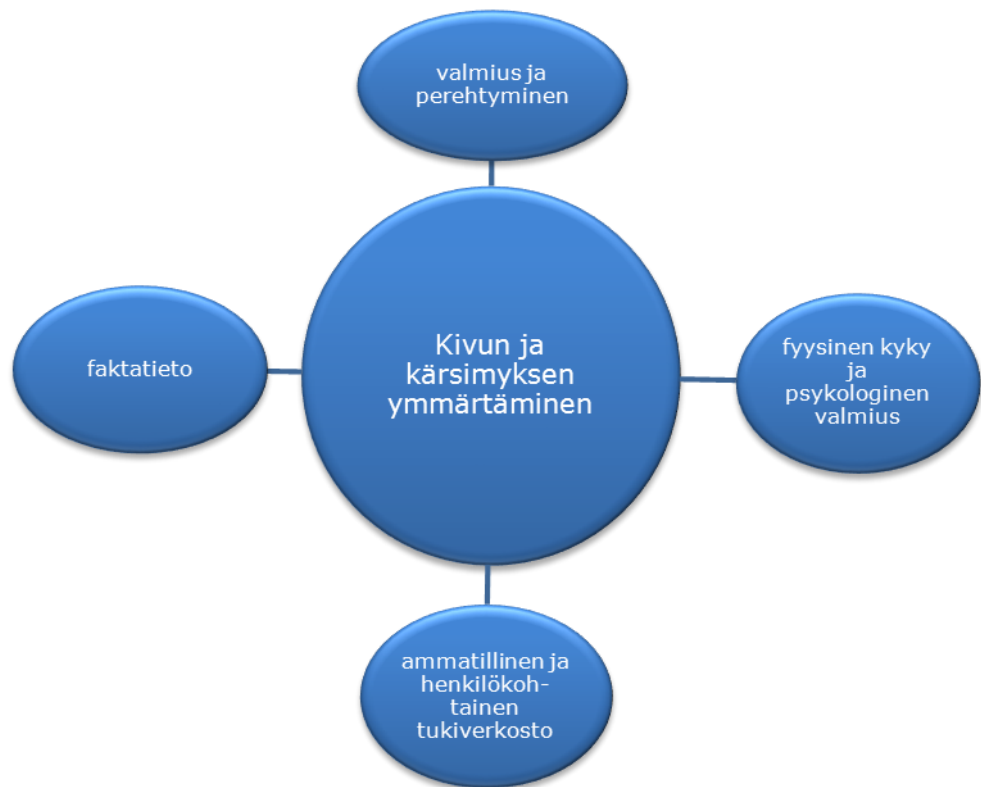 valmius ja
perehtyminen
faktatieto
Kivun ja
kärsimyksen
ymmärtäminen
fyysinen kyky
ja
psykologinen
valmius
ammatillinen ja
henkilökoh-
tainen
tukiverkosto